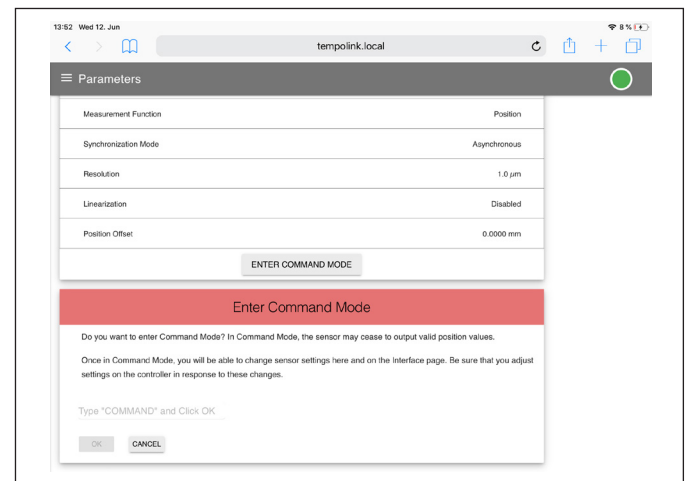 13:52 Wed 12. Jun 8 %
tempolink.local
Parameters
Measurement Function Position
Synchronization Mode Asynchronous
Resolution 1.0 μm
Linearization Disabled
Position Offset 0.0000 mm
ENTER COMMAND MODE
Enter Command Mode
Do you want to enter Command Mode? In Command Mode, the sensor may cease to output valid position values.
Once in Command Mode, you will be able to change sensor settings here and on the Interface page. Be sure that you adjust
settings on the controller in response to these changes.
Type "COMMAND" and Click OK
OK CANCEL